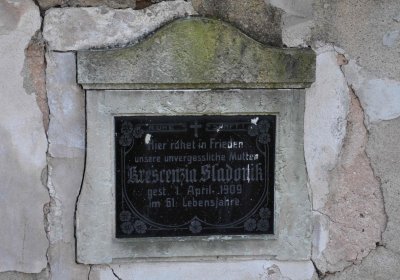 Hier ruhet in Frieden
unsere unvergessliche Mutter
Kreszenzia Sladonik
gest. 1. April. 1909
im 61. Lebensjahre.